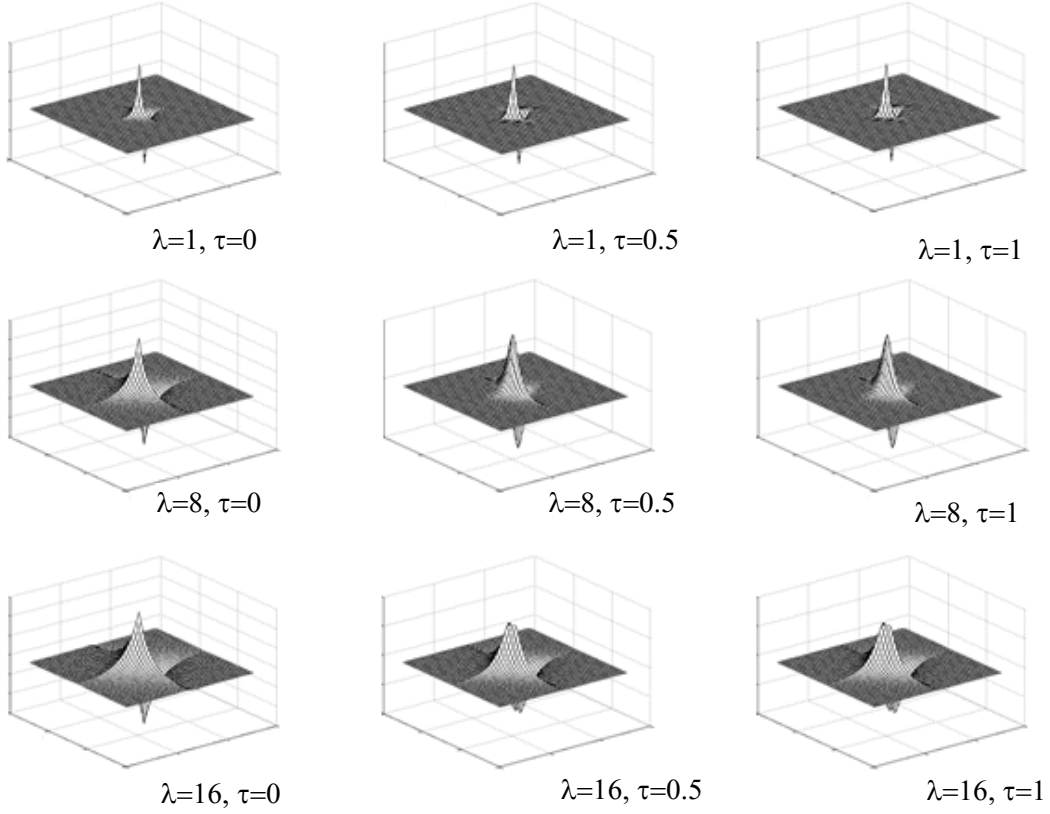 λ=1, τ=0
λ=1, τ=0.5
λ=1, τ=1
λ=8, τ=0
λ=8, τ=0.5
λ=8, τ=1
λ=16, τ=0
λ=16, τ=0.5
λ=16, τ=1